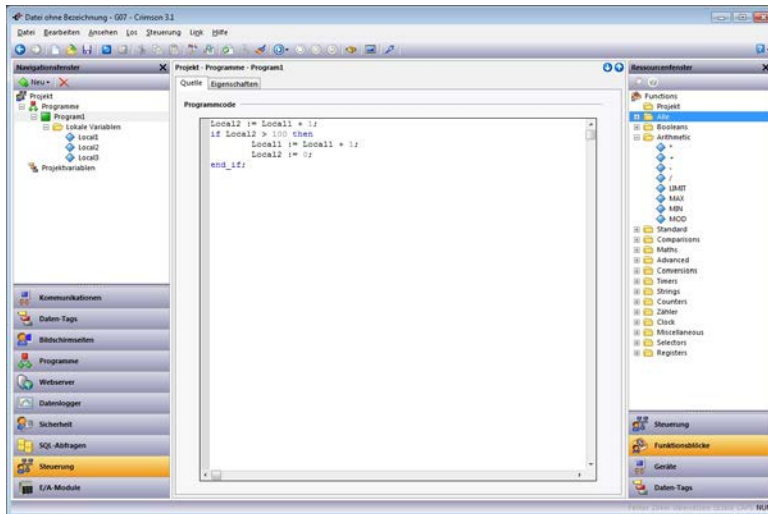 Datei ohne Bezeichnung - G07 - Crimson 3.1
Datei Bearbeiten Ansehen Los Steuerung Link Hilfe
Navigationsfenster
Neu
Projekt
Programme
Program1
Lokale Variablen
Local1
Local2
Local3
Projektvariablen
Kommunikationen
Daten-Tags
Bildschirmseiten
Programme
Webserver
Datenlogger
Sicherheit
SQL-Abfragen
Steuerung
E/A-Module
Projekt - Programme - Program1
Quelle Eigenschaften
Programmcode
Local2 := Local1 + 1;
if Local2 > 100 then
Local1 := Local1 + 1;
Local2 := 0;
end_if;
Ressourcenfenster
Functions
Projekt
Alle
Booleans
Arithmetic
*
+
-
/
LIMIT
MAX
MIN
MOD
Standard
Comparisons
Maths
Advanced
Conversions
Timers
Strings
Counters
Zähler
Clock
Miscellaneous
Selectors
Registers
Steuerung
Funktionsblöcke
Geräte
Daten-Tags
CAPS NUM